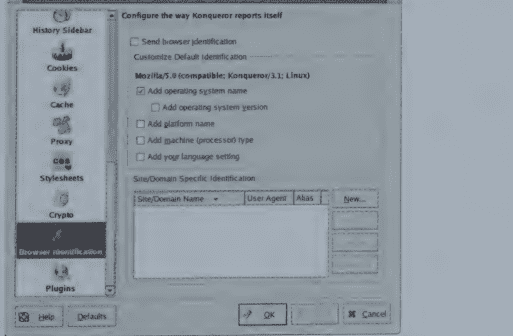 Configure the way Konqueror reports itself
History Sidebar
Cookies
Cache
Proxy
Stylesheets
Crypto
Browser Identification
Plugins
Send browser identification
Customize Default Identification
Mozilla/5.0 (compatible; Konqueror/3.1; Linux)
Add operating system name
Add operating system version
Add platform name
Add machine (processor) type
Add your language setting
Site/Domain Specific Identification
Site/Domain Name User Agent Alias
New...
Help Defaults OK Cancel